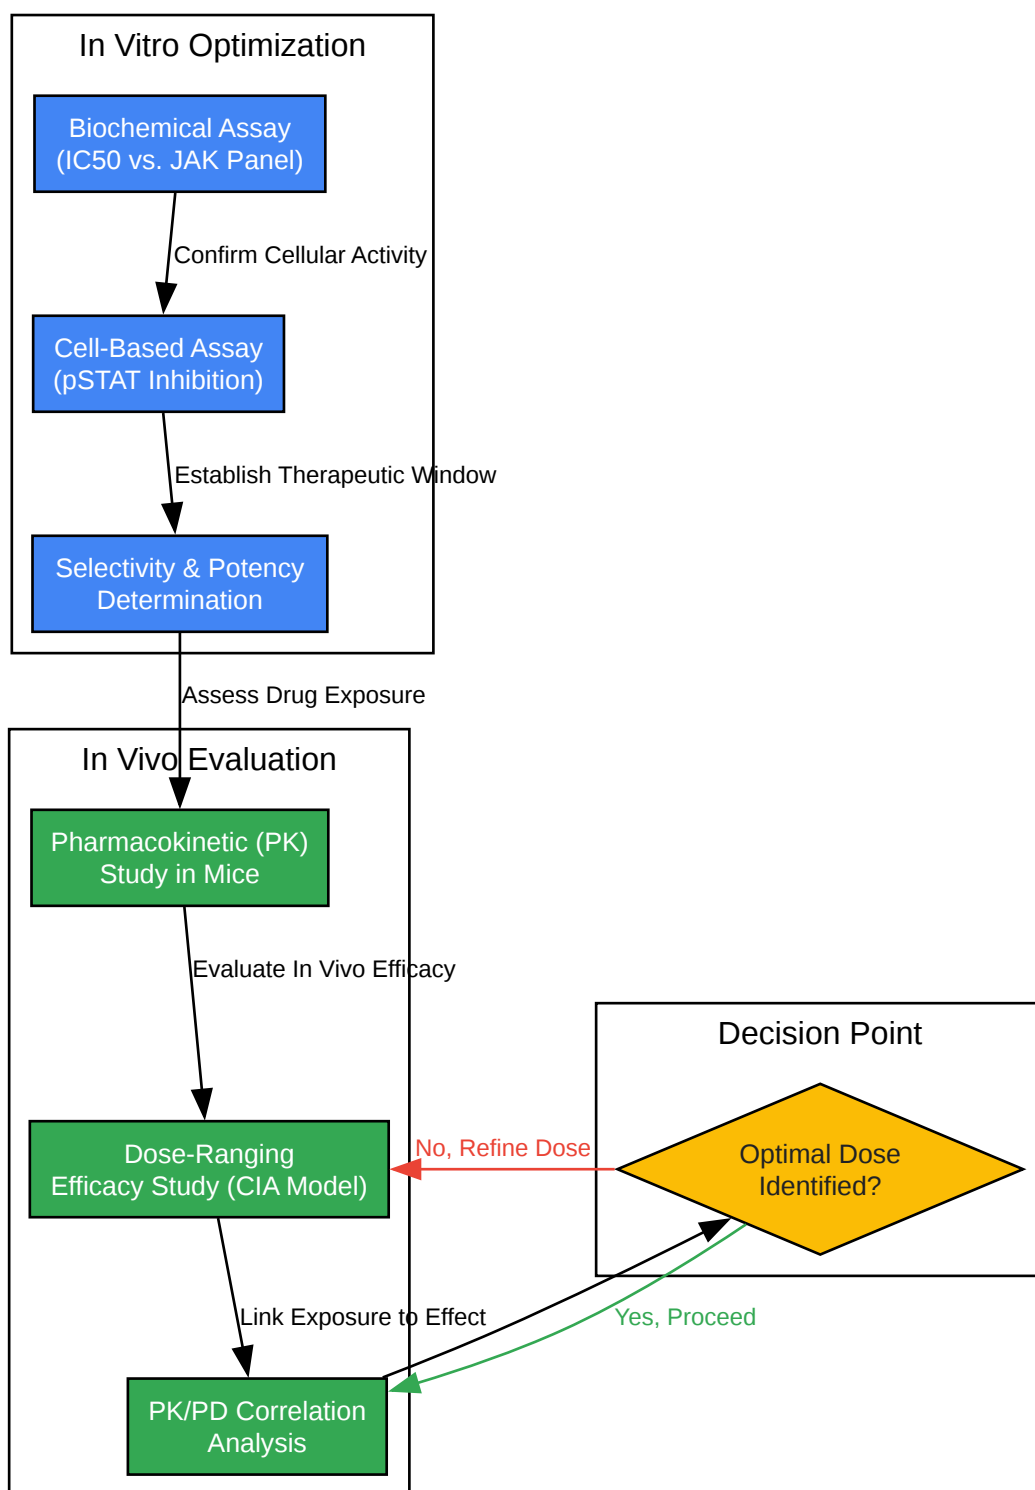 In Vitro Optimization
Biochemical Assay
(IC50 vs. JAK Panel)
Confirm Cellular Activity
Cell-Based Assay
(pSTAT Inhibition)
Establish Therapeutic Window
Selectivity & Potency
Determination
Assess Drug Exposure
In Vivo Evaluation
Pharmacokinetic (PK)
Study in Mice
Evaluate In Vivo Efficacy
Decision Point
Dose-Ranging
Efficacy Study (CIA Model)
No, Refine Dose
Optimal Dose
Identified?
Link Exposure to Effect
Yes, Proceed
PK/PD Correlation
Analysis